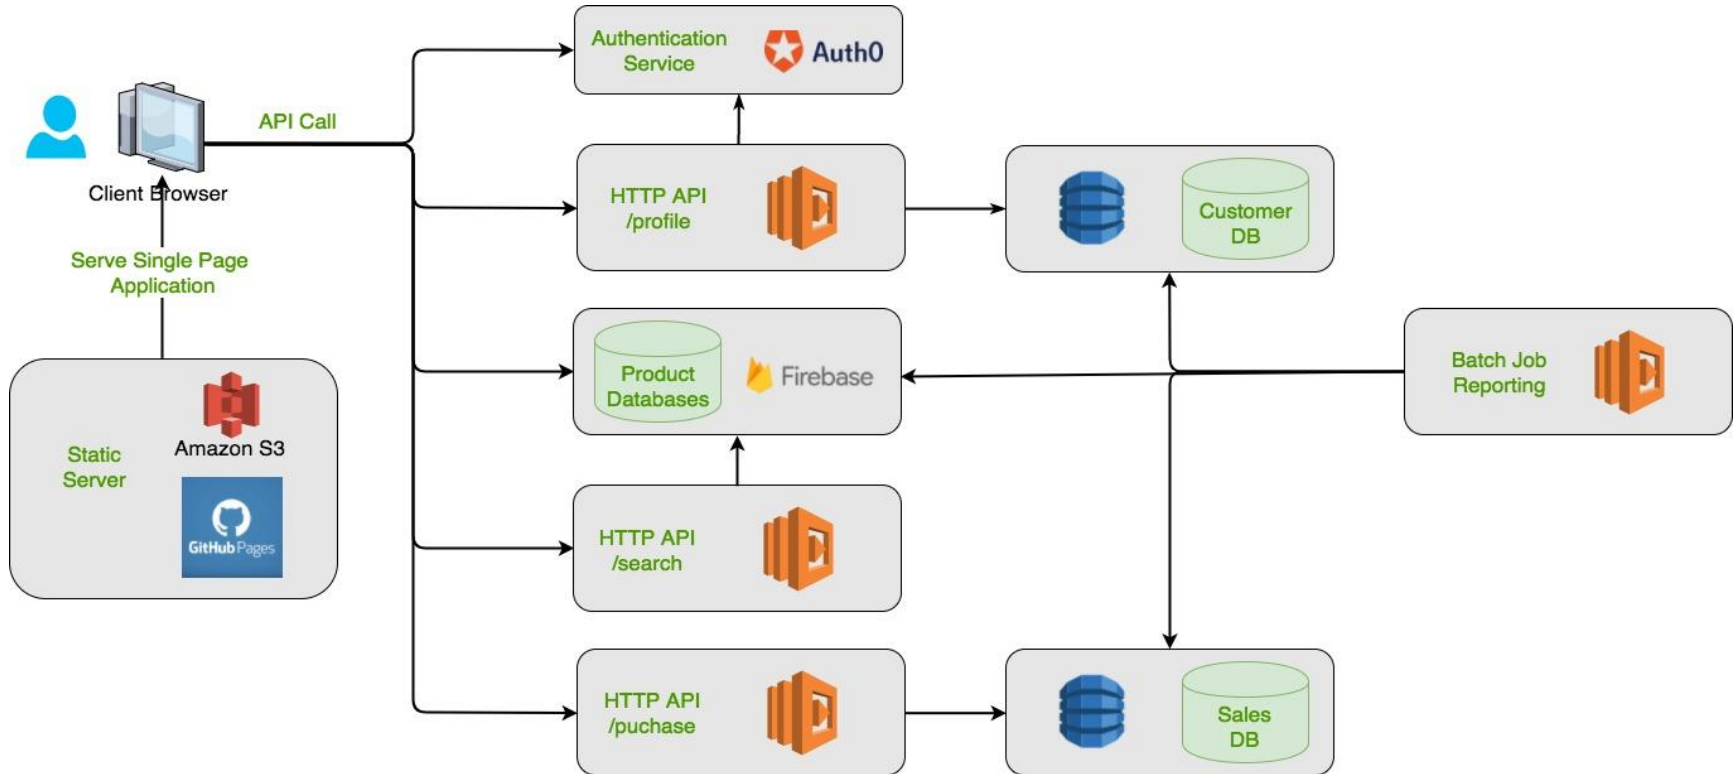 Authentication
Service
Auth0
API Call
Client Browser
HTTP API
/profile
Customer
DB
Serve Single Page
Application
Product
Databases
Firebase
Batch Job
Reporting
Amazon S3
Static
Server
GitHub Pages
HTTP API
/search
HTTP API
/puchase
Sales
DB